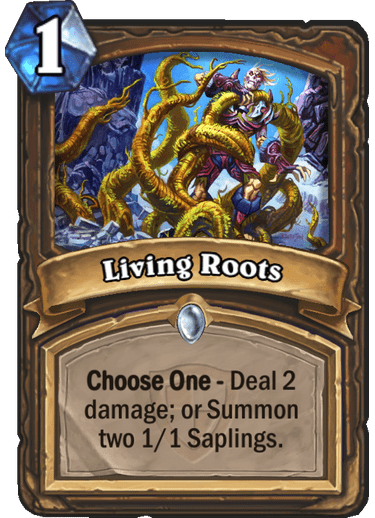 1
Living Roots
Choose One - Deal 2
damage; or Summon
two 1/1 Saplings.